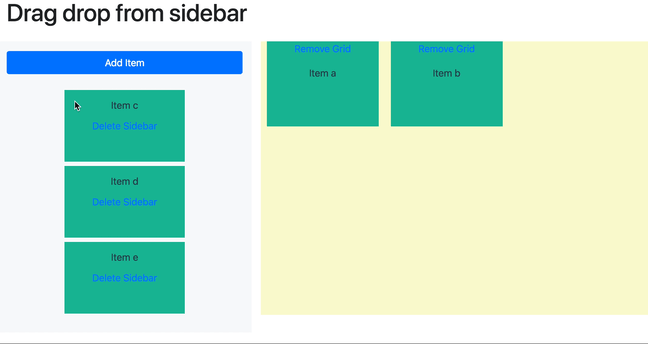 Drag drop from sidebar
Add Item
Item c
Delete Sidebar
Item d
Delete Sidebar
Item e
Delete Sidebar
Remove Grid
Item a
Remove Grid
Item b